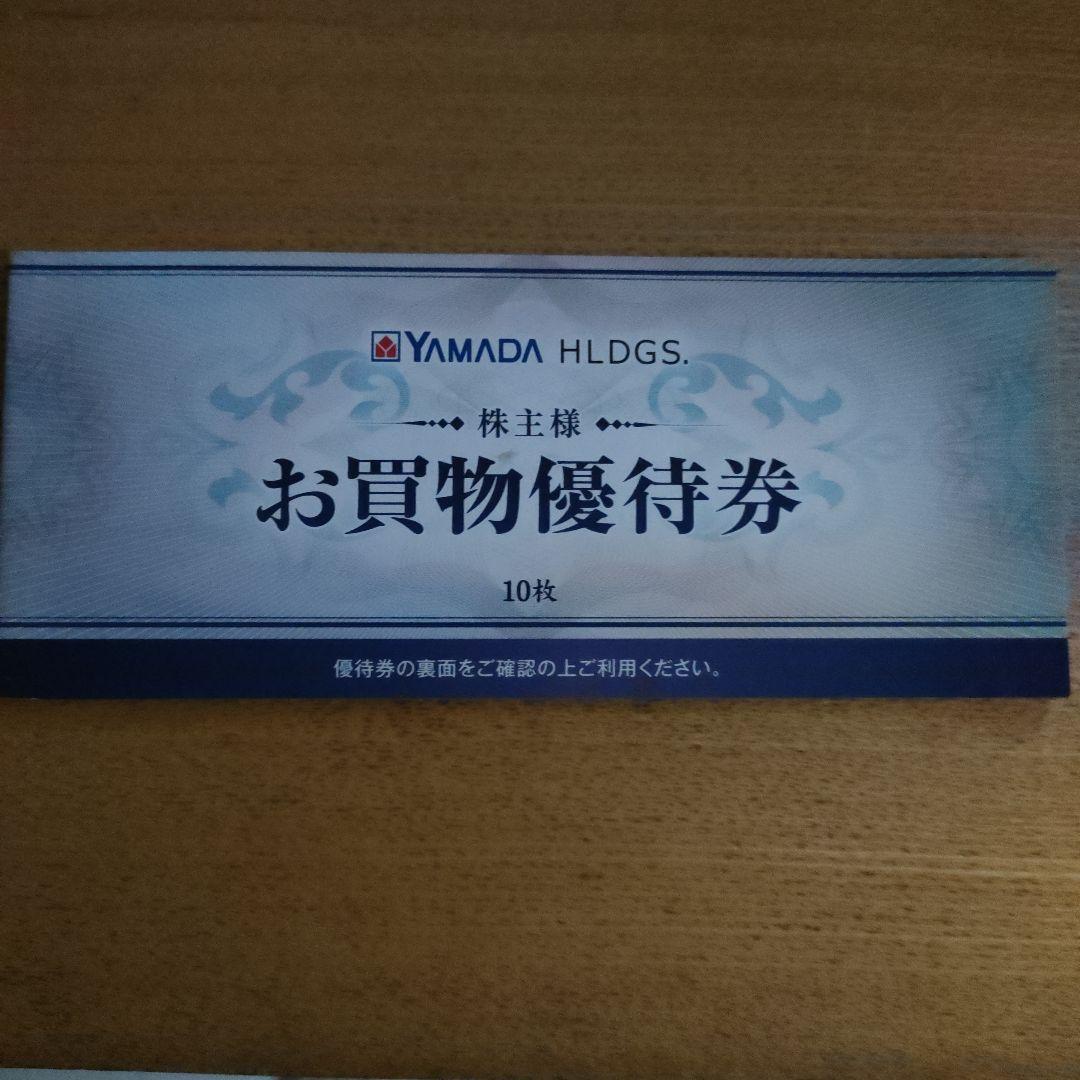 YAMADA HLDGS.
株主様
お買物優待券
10枚
優待券の裏面をご確認の上ご利用ください。